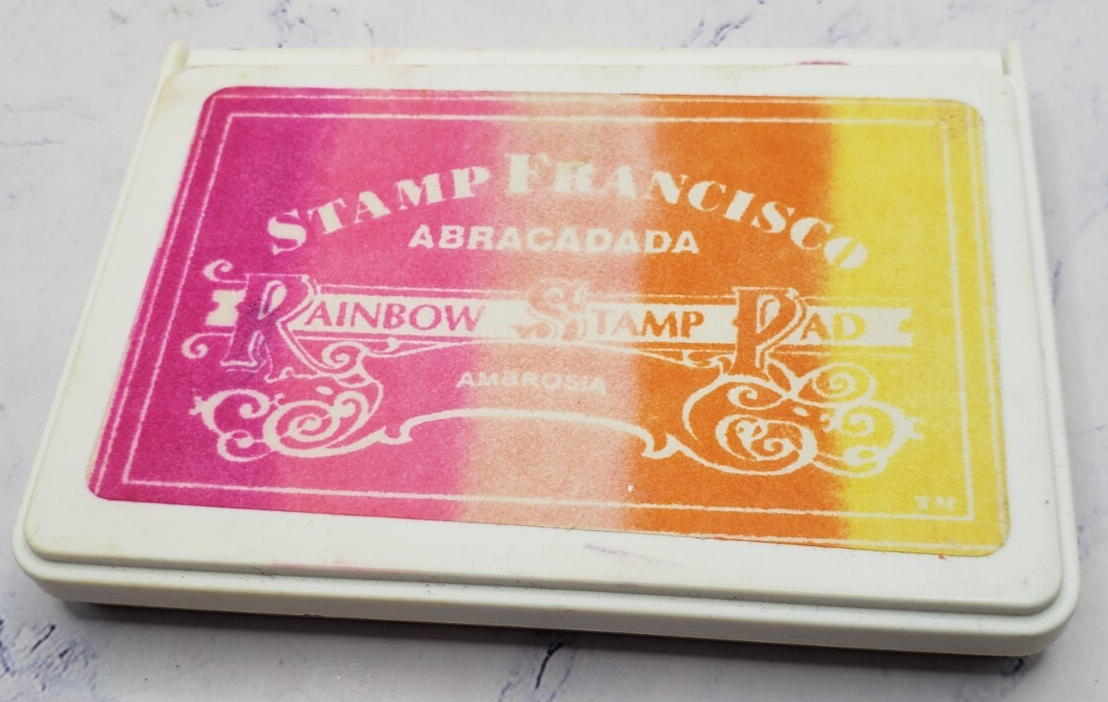 STAMP FRANCISCO
ABRACADADA
RAINBOW STAMP PAD
AMBROSIA
TM